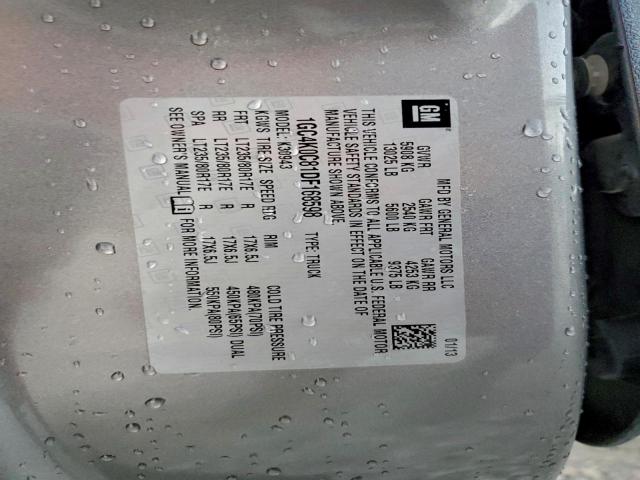 GM
MFD BY GENERAL MOTORS LLC 01/13
GVWR GAWR FRT GAWR RR
5908 KG 2540 KG 4253 KG
13025 LB 5600 LB 9375 LB
THIS VEHICLE CONFORMS TO ALL APPLICABLE U.S. FEDERAL MOTOR
VEHICLE SAFETY STANDARDS IN EFFECT ON THE DATE OF
MANUFACTURE SHOWN ABOVE.
1GC4K0C81DF168598 TYPE: TRUCK
MODEL: K30943
TIRE SIZE SPEED RTG RIM COLD TIRE PRESSURE
FRT LT235/80R17E R 17X6.5J 480KPA(70PSI)
RR LT235/80R17E R 17X6.5J 450KPA(65PSI) DUAL
SPA LT235/80R17E R 17X6.5J 550KPA(80PSI)
SEE OWNER'S MANUAL FOR MORE INFORMATION.